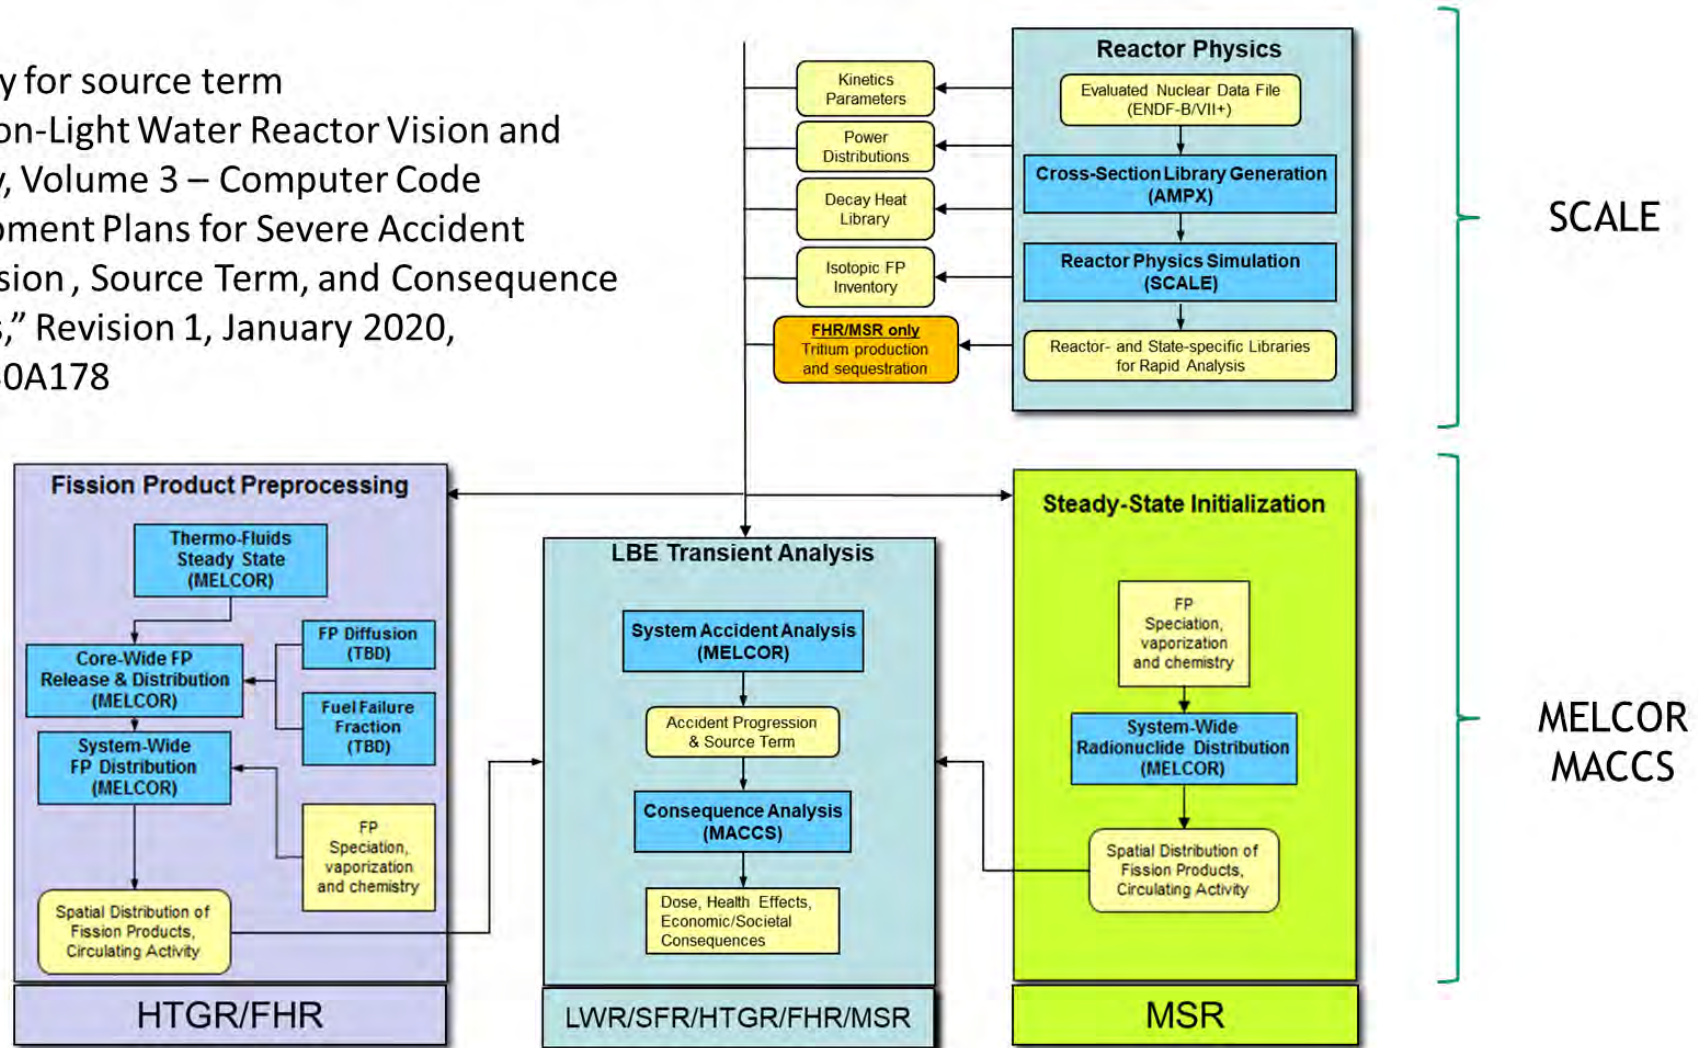 y for source term
on-Light Water Reactor Vision and
, Volume 3 – Computer Code
pment Plans for Severe Accident
sion , Source Term, and Consequence
s,” Revision 1, January 2020,
0A178
Kinetics
Parameters
Power
Distributions
Decay Heat
Library
Isotopic FP
Inventory
FHR/MSR only
Tritium production
and sequestration
Reactor Physics
Evaluated Nuclear Data File
(ENDF-B/VII+)
Cross-Section Library Generation
(AMPX)
Reactor Physics Simulation
(SCALE)
Reactor- and State-specific Libraries
for Rapid Analysis
SCALE
Fission Product Preprocessing
Thermo-Fluids
Steady State
(MELCOR)
FP Diffusion
(TBD)
Core-Wide FP
Release & Distribution
(MELCOR)
Fuel Failure
Fraction
(TBD)
System-Wide
FP Distribution
(MELCOR)
FP
Speciation,
vaporization
and chemistry
Spatial Distribution of
Fission Products,
Circulating Activity
HTGR/FHR
LBE Transient Analysis
System Accident Analysis
(MELCOR)
Accident Progression
& Source Term
Consequence Analysis
(MACCS)
Dose, Health Effects,
Economic/Societal
Consequences
LWR/SFR/HTGR/FHR/MSR
Steady-State Initialization
FP
Speciation,
vaporization
and chemistry
System-Wide
Radionuclide Distribution
(MELCOR)
Spatial Distribution of
Fission Products,
Circulating Activity
MSR
MELCOR
MACCS